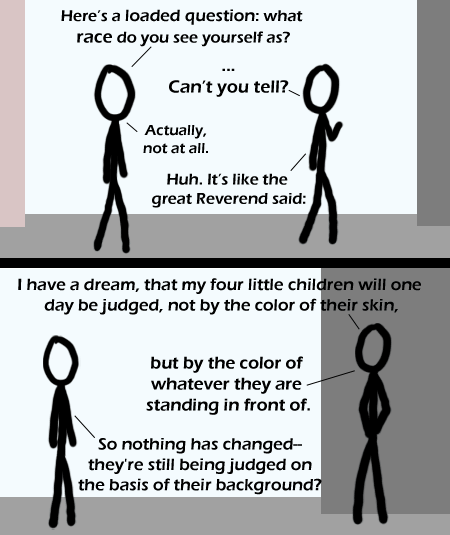 Here's a loaded question: what
race do you see yourself as?
...
Can't you tell?
Actually,
not at all.
Huh. It's like the
great Reverend said:
I have a dream, that my four little children will one
day be judged, not by the color of their skin,
but by the color of
whatever they are
standing in front of.
So nothing has changed--
they're still being judged on
the basis of their background?